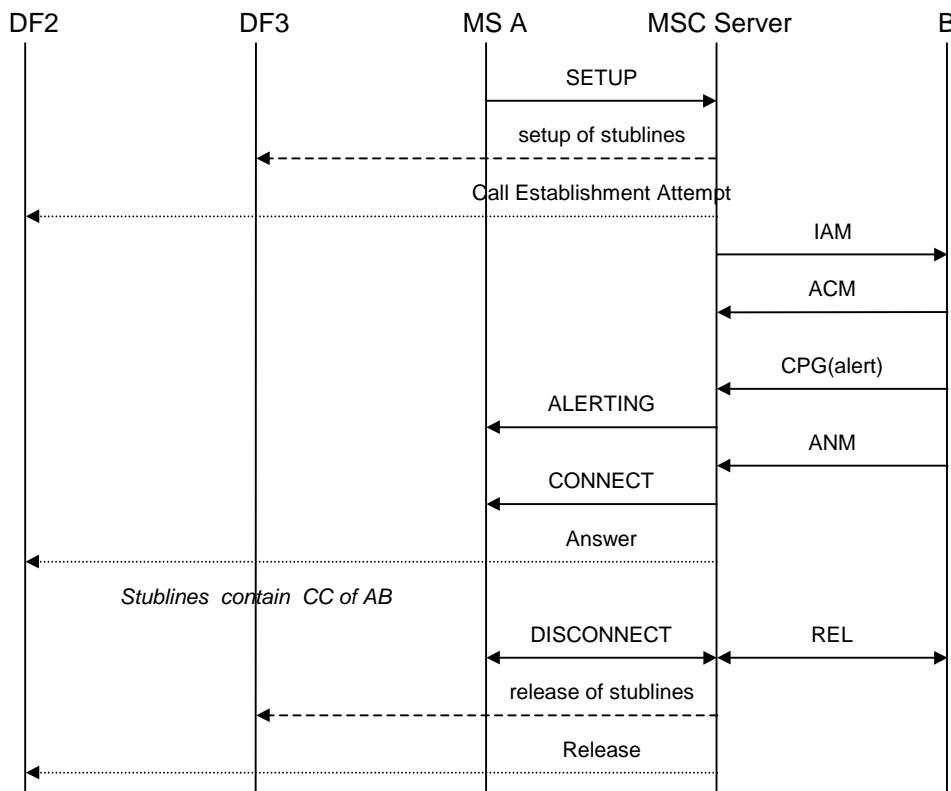 DF2 DF3 MS A MSC Server B
SETUP
setup of stublines
Call Establishment Attempt
IAM
ACM
CPG(alert)
ALERTING
ANM
CONNECT
Answer
Stublines contain CC of AB
DISCONNECT REL
release of stublines
Release